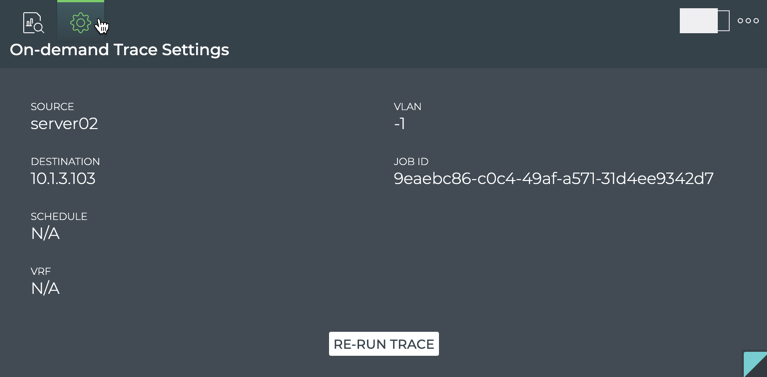 On-demand Trace Settings
SOURCE
server02
VLAN
-1
DESTINATION
10.1.3.103
JOB ID
9eaebc86-c0c4-49af-a571-31d4ee9342d7
SCHEDULE
N/A
VRF
N/A
RE-RUN TRACE